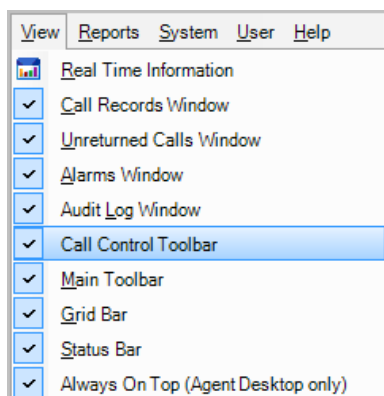 View Reports System User Help
Real Time Information
Call Records Window
Unreturned Calls Window
Alarms Window
Audit Log Window
Call Control Toolbar
Main Toolbar
Grid Bar
Status Bar
Always On Top (Agent Desktop only)